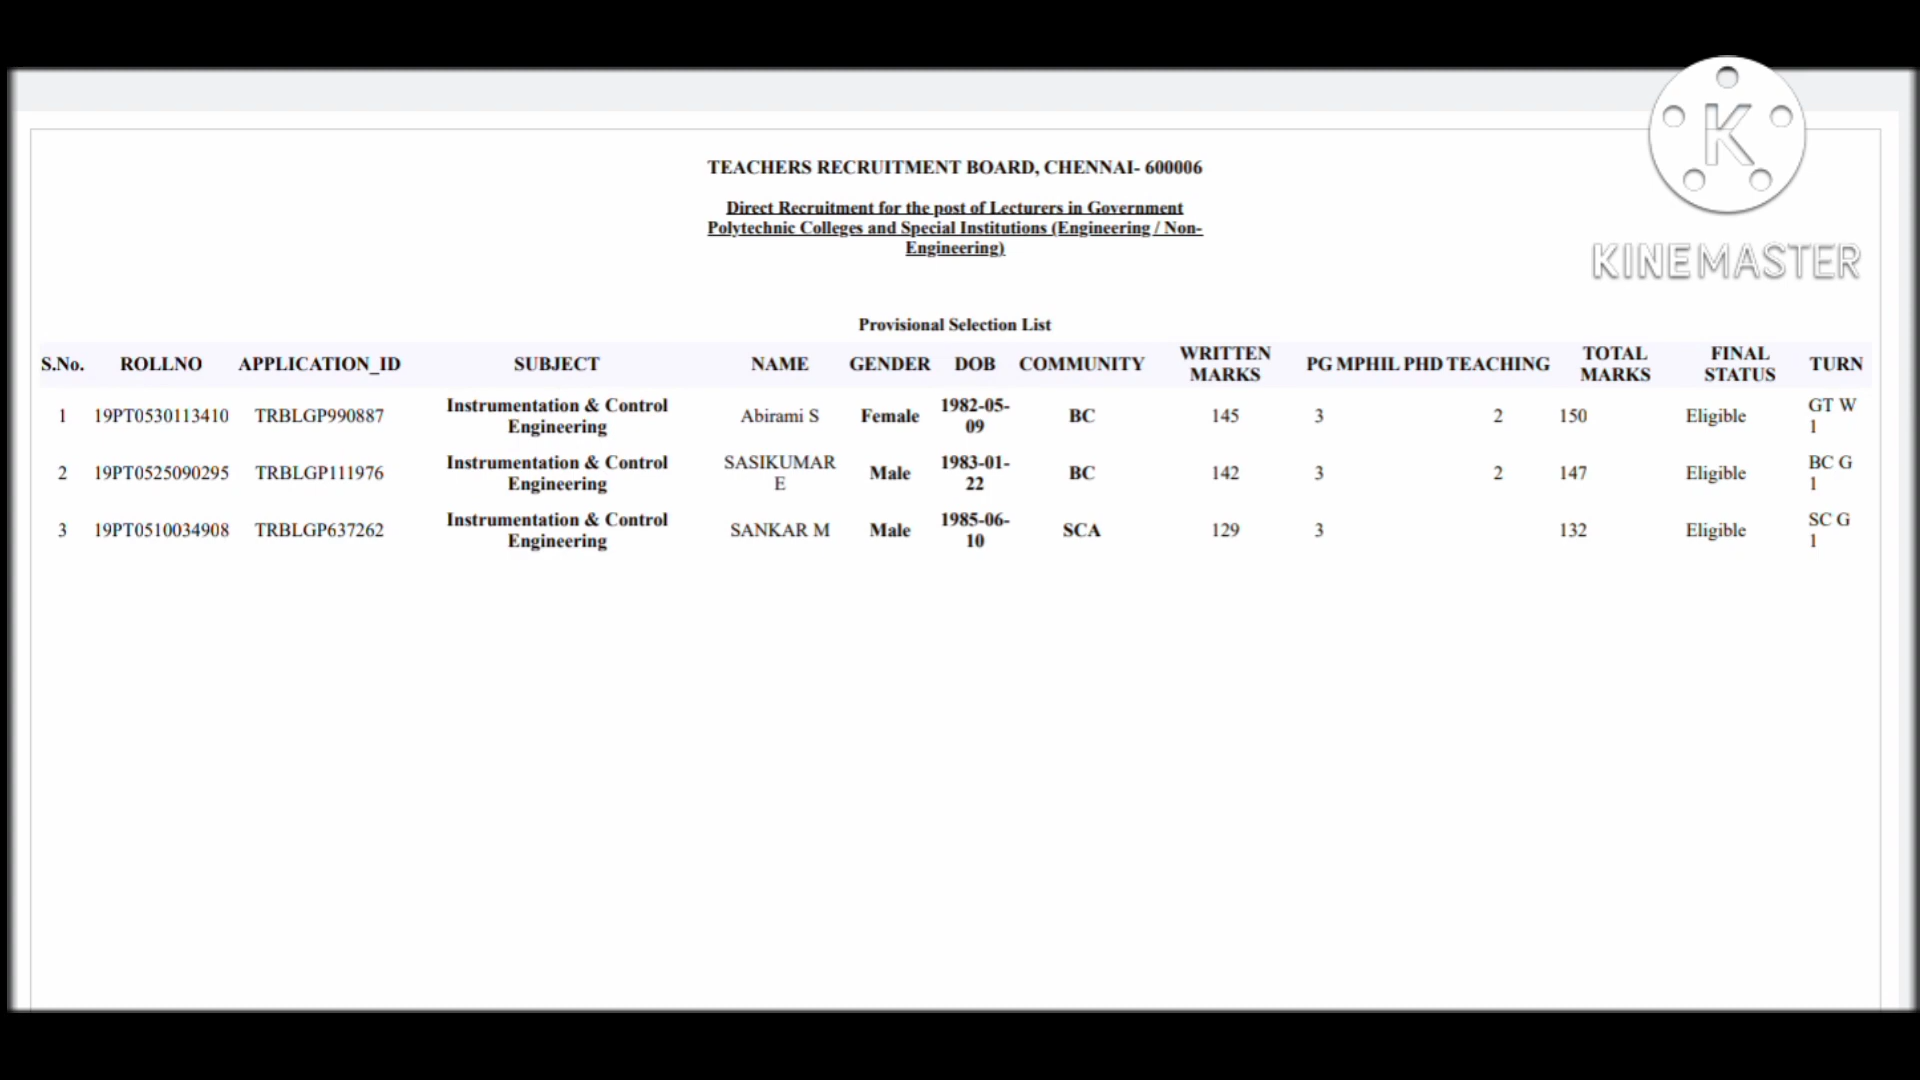 K
KINEMASTER
TEACHERS RECRUITMENT BOARD, CHENNAI- 600006
Direct Recruitment for the post of Lecturers in Government
Polytechnic Colleges and Special Institutions (Engineering / Non-
Engineering)
Provisional Selection List
S.No. ROLLNO APPLICATION_ID SUBJECT NAME GENDER DOB COMMUNITY WRITTEN MARKS PG MPHIL PHD TEACHING TOTAL MARKS FINAL STATUS TURN
1 19PT0530113410 TRBLGP990887 Instrumentation & Control Engineering Abirami S Female 1982-05-09 BC 145 3 2 150 Eligible GT W 1
2 19PT0525090295 TRBLGP111976 Instrumentation & Control Engineering SASIKUMAR E Male 1983-01-22 BC 142 3 2 147 Eligible BC G 1
3 19PT0510034908 TRBLGP637262 Instrumentation & Control Engineering SANKAR M Male 1985-06-10 SCA 129 3 132 Eligible SC G 1